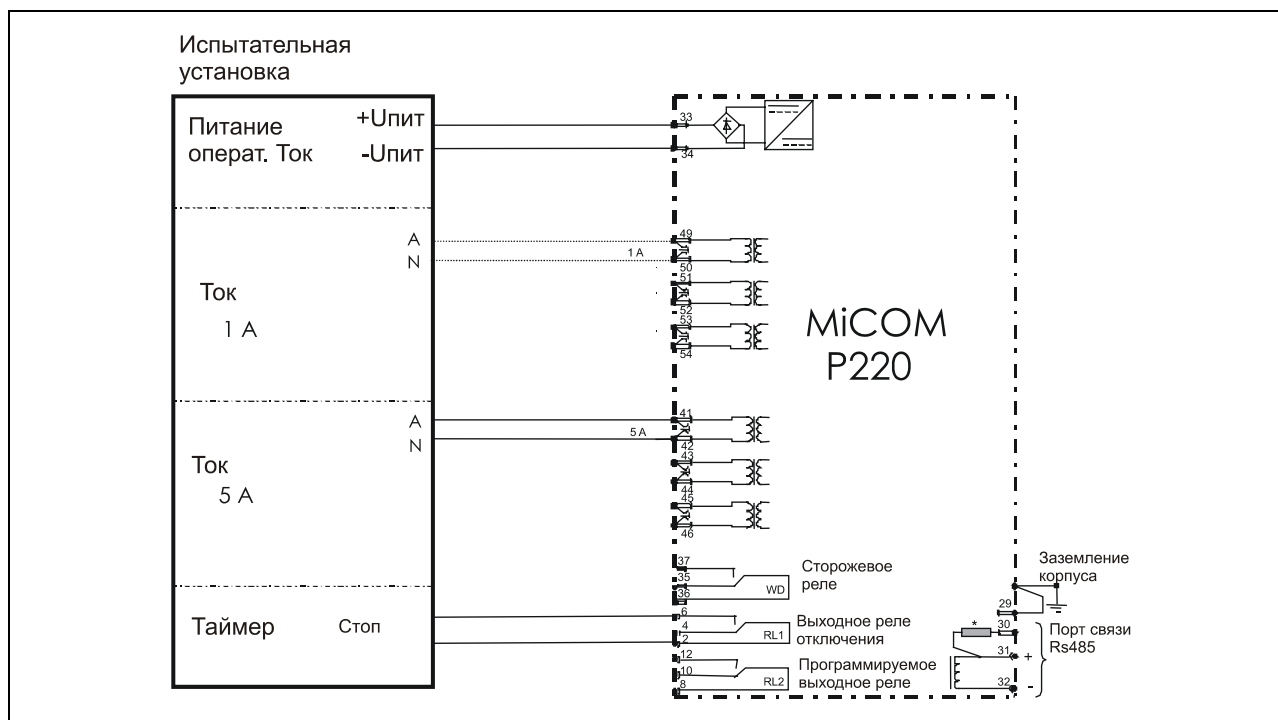 Испытательная
установка
Питание
операт. Ток
+Uпит
-Uпит
33
34
A
N
1 A
49
50
51
52
53
54
Ток
1 A
MiCOM
P220
A
N
5 A
41
42
43
44
45
46
Ток
5 A
37
35
36
WD
Сторожевое
реле
Заземление
корпуса
29
Таймер
Стоп
6
4
2
RL1
Выходное реле
отключения
12
10
8
RL2
Программируемое
выходное реле
*
30
31
32
+
-
Порт связи
Rs485